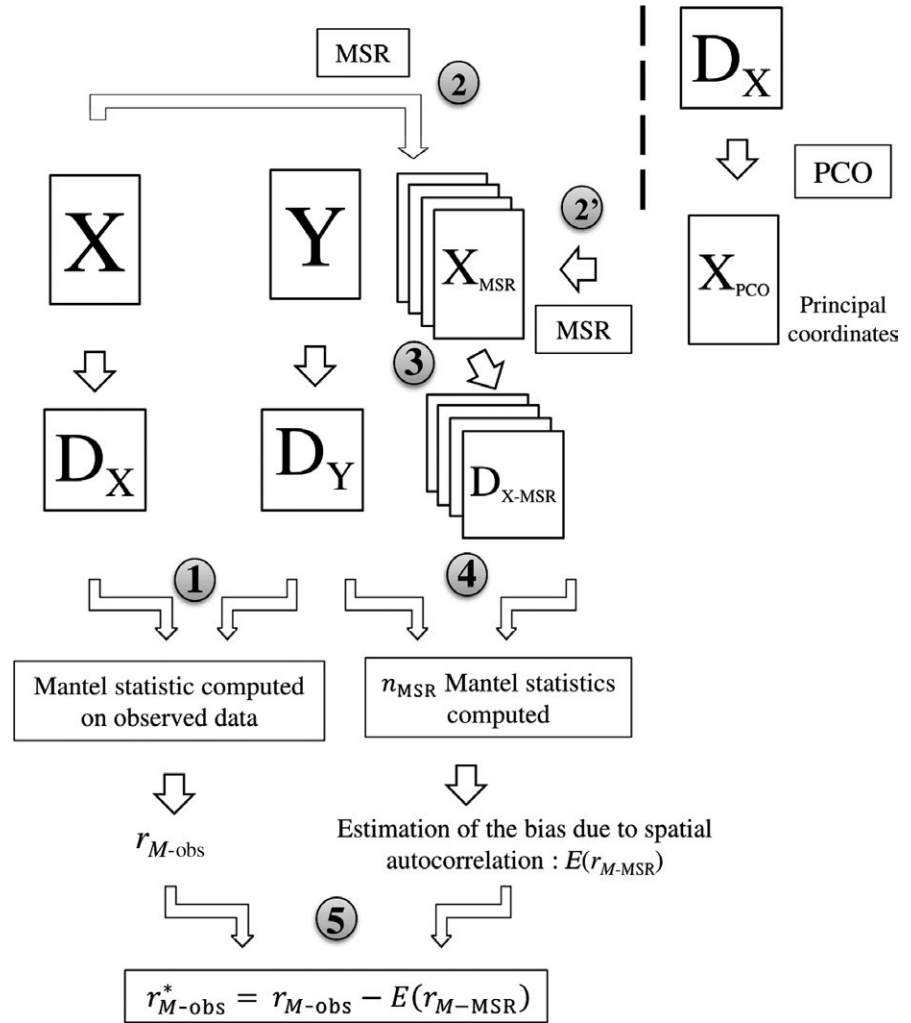 MSR
2
D_X
PCO
X
Y
X_MSR
2'
MSR
X_PCO
Principal
coordinates
3
D_X
D_Y
D_X-MSR
1
4
Mantel statistic computed
on observed data
n_MSR Mantel statistics
computed
r_M-obs
Estimation of the bias due to spatial
autocorrelation : E(r_M-MSR)
5
r*_M-obs = r_M-obs − E(r_M−MSR)